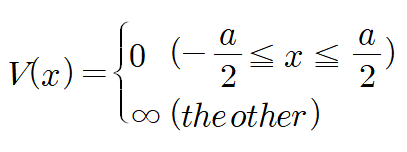 V(x) = { 0 (− a/2 ≦ x ≦ a/2)
∞ (the other)